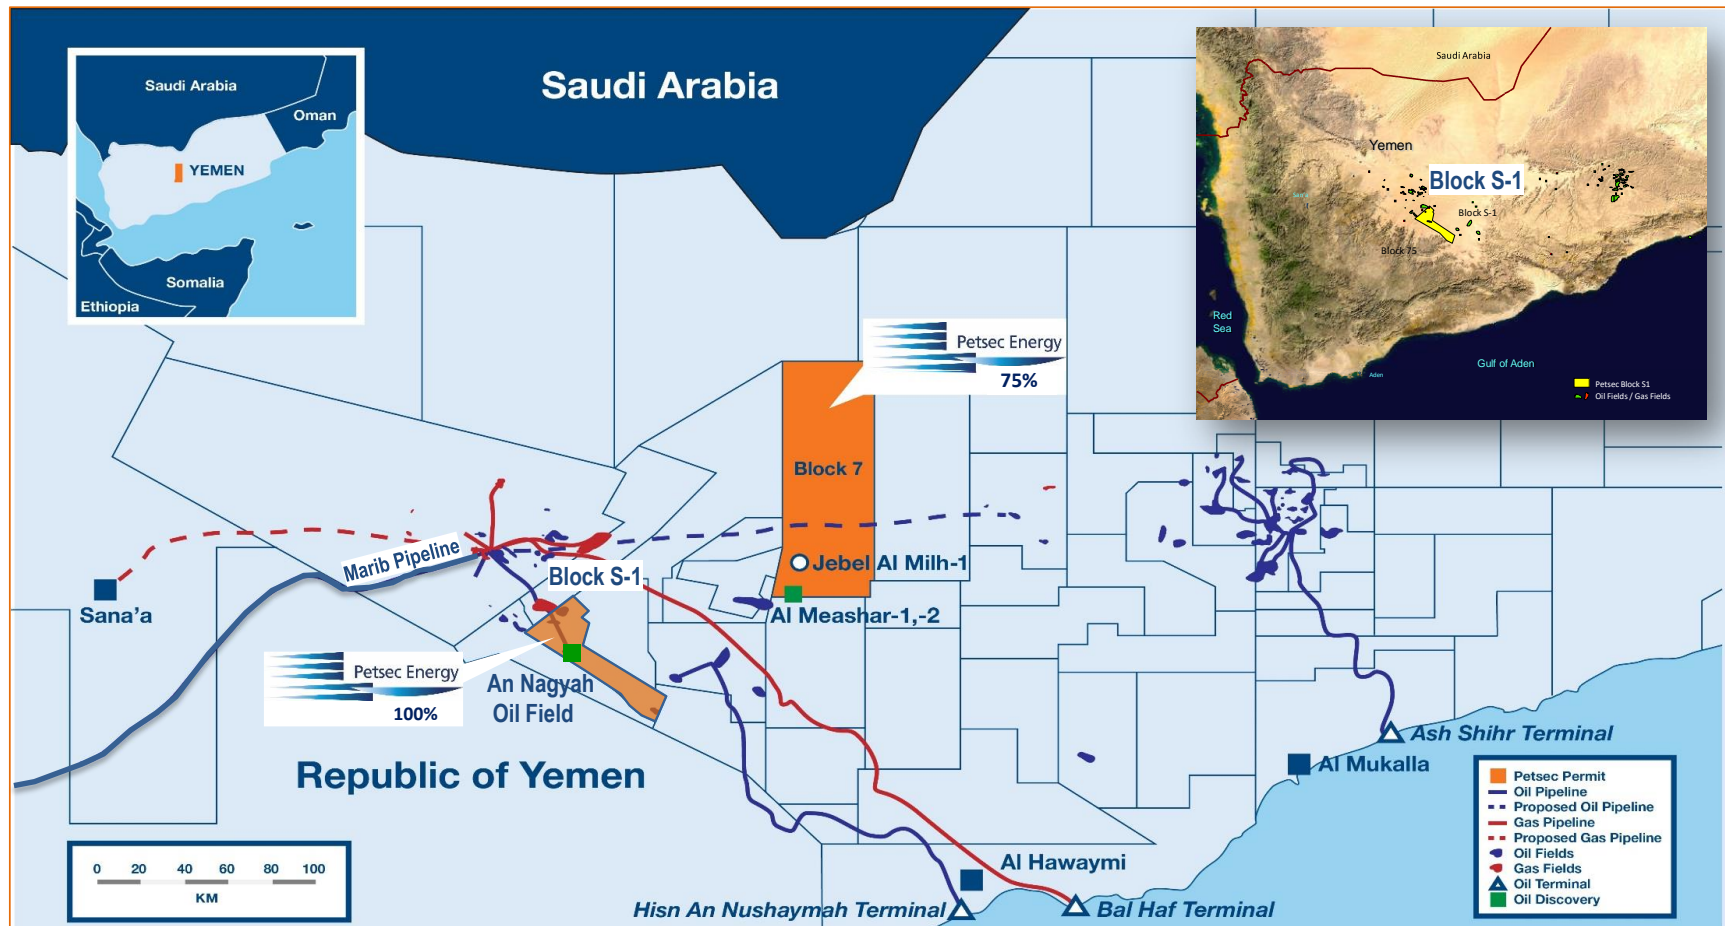 Saudi Arabia
Saudi Arabia
Oman
YEMEN
Somalia
Ethiopia
Saudi Arabia
Yemen
Block S-1
Block S-1
Block 75
Red
Sea
Gulf of Aden
Aden
Petsec Block S1
Oil Fields / Gas Fields
Petsec Energy
75%
Block 7
Marib Pipeline
Block S-1
Jebel Al Milh-1
Sana'a
Al Meashar-1,-2
Petsec Energy
100%
An Nagyah
Oil Field
Republic of Yemen
Ash Shihr Terminal
Al Mukalla
Petsec Permit
Oil Pipeline
Proposed Oil Pipeline
Gas Pipeline
Proposed Gas Pipeline
Oil Fields
Gas Fields
Oil Terminal
Oil Discovery
0 20 40 60 80 100
KM
Al Hawaymi
Hisn An Nushaymah Terminal
Bal Haf Terminal